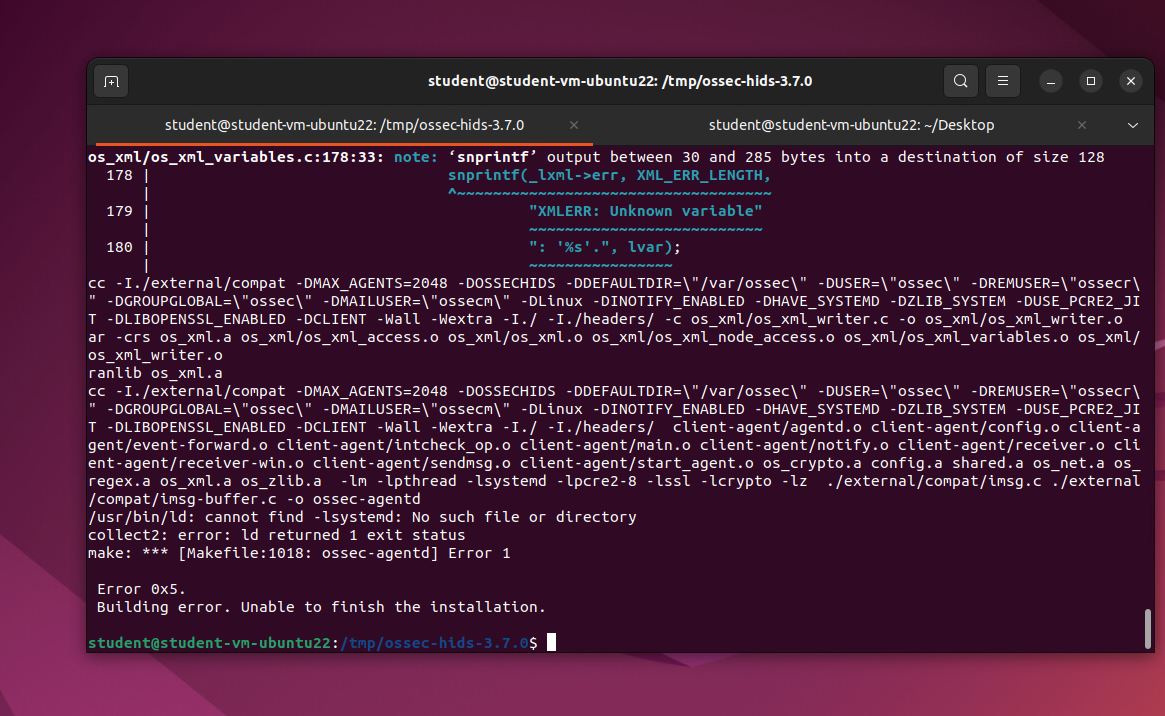 student@student-vm-ubuntu22: /tmp/ossec-hids-3.7.0
student@student-vm-ubuntu22: /tmp/ossec-hids-3.7.0
student@student-vm-ubuntu22: ~/Desktop
os_xml/os_xml_variables.c:178:33: note: ‘snprintf’ output between 30 and 285 bytes into a destination of size 128
  178 |                                 snprintf(_lxml->err, XML_ERR_LENGTH,
      |                                 ^~~~~~~~~~~~~~~~~~~~~~~~~~~~~~~~~~~~
  179 |                                          "XMLERR: Unknown variable"
      |                                          ~~~~~~~~~~~~~~~~~~~~~~~~~~
  180 |                                          ": '%s'.", lvar);
      |                                          ~~~~~~~~~~~~~~~~
cc -I./external/compat -DMAX_AGENTS=2048 -DOSSECHIDS -DDEFAULTDIR=\"/var/ossec\" -DUSER=\"ossec\" -DREMUSER=\"ossecr\
" -DGROUPGLOBAL=\"ossec\" -DMAILUSER=\"ossecm\" -DLinux -DINOTIFY_ENABLED -DHAVE_SYSTEMD -DZLIB_SYSTEM -DUSE_PCRE2_JI
T -DLIBOPENSSL_ENABLED -DCLIENT -Wall -Wextra -I./ -I./headers/ -c os_xml/os_xml_writer.c -o os_xml/os_xml_writer.o
ar -crs os_xml.a os_xml/os_xml_access.o os_xml/os_xml.o os_xml/os_xml_node_access.o os_xml/os_xml_variables.o os_xml/
os_xml_writer.o
ranlib os_xml.a
cc -I./external/compat -DMAX_AGENTS=2048 -DOSSECHIDS -DDEFAULTDIR=\"/var/ossec\" -DUSER=\"ossec\" -DREMUSER=\"ossecr\
" -DGROUPGLOBAL=\"ossec\" -DMAILUSER=\"ossecm\" -DLinux -DINOTIFY_ENABLED -DHAVE_SYSTEMD -DZLIB_SYSTEM -DUSE_PCRE2_JI
T -DLIBOPENSSL_ENABLED -DCLIENT -Wall -Wextra -I./ -I./headers/  client-agent/agentd.o client-agent/config.o client-a
gent/event-forward.o client-agent/intcheck_op.o client-agent/main.o client-agent/notify.o client-agent/receiver.o cli
ent-agent/receiver-win.o client-agent/sendmsg.o client-agent/start_agent.o os_crypto.a config.a shared.a os_net.a os_
regex.a os_xml.a os_zlib.a  -lm -lpthread -lsystemd -lpcre2-8 -lssl -lcrypto -lz  ./external/compat/imsg.c ./external
/compat/imsg-buffer.c -o ossec-agentd
/usr/bin/ld: cannot find -lsystemd: No such file or directory
collect2: error: ld returned 1 exit status
make: *** [Makefile:1018: ossec-agentd] Error 1
Error 0x5.
Building error. Unable to finish the installation.
student@student-vm-ubuntu22:/tmp/ossec-hids-3.7.0$